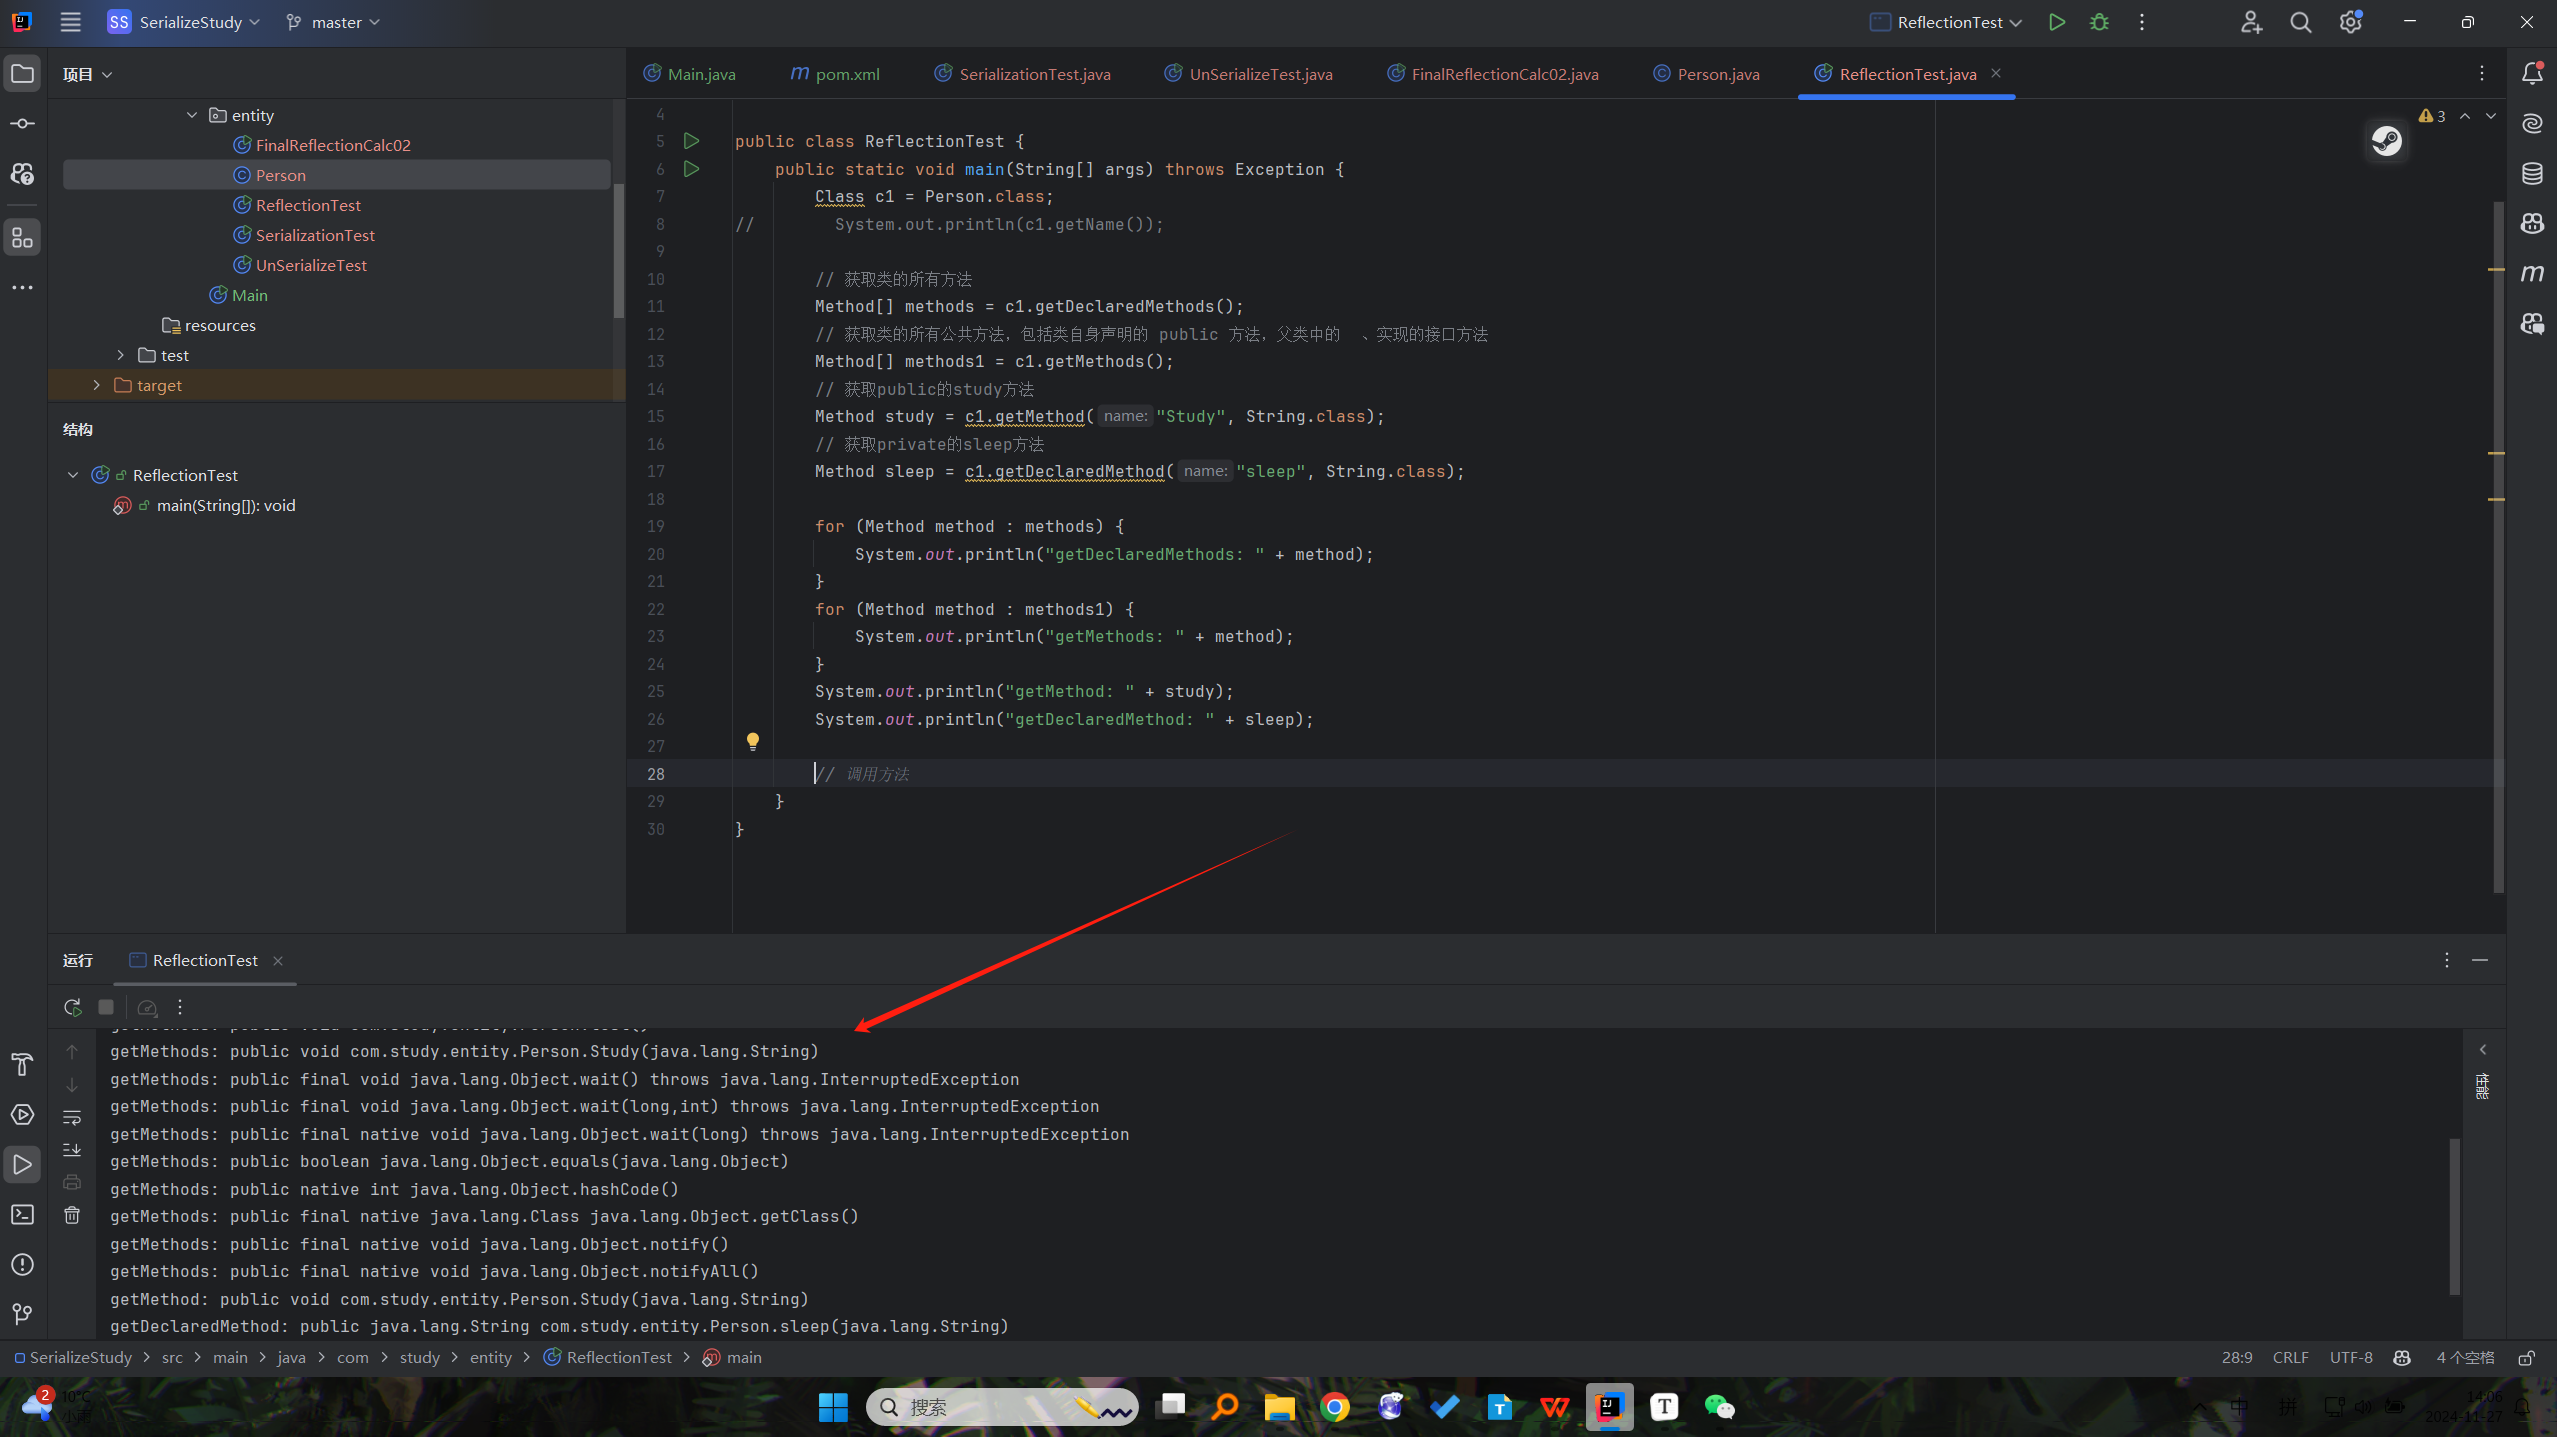 SS SerializeStudy master ReflectionTest
项目
entity
FinalReflectionCalc02
Person
ReflectionTest
SerializationTest
UnSerializeTest
Main
resources
test
target
结构
ReflectionTest
main(String[]): void
Main.java pom.xml SerializationTest.java UnSerializeTest.java FinalReflectionCalc02.java Person.java ReflectionTest.java
3
4
5 public class ReflectionTest {
6 public static void main(String[] args) throws Exception {
7 Class c1 = Person.class;
8 // System.out.println(c1.getName());
9
10 // 获取类的所有方法
11 Method[] methods = c1.getDeclaredMethods();
12 // 获取类的所有公共方法，包括类自身声明的 public 方法，父类中的 、实现的接口方法
13 Method[] methods1 = c1.getMethods();
14 // 获取public的study方法
15 Method study = c1.getMethod( name: "Study", String.class);
16 // 获取private的sleep方法
17 Method sleep = c1.getDeclaredMethod( name: "sleep", String.class);
18
19 for (Method method : methods) {
20 System.out.println("getDeclaredMethods: " + method);
21 }
22 for (Method method : methods1) {
23 System.out.println("getMethods: " + method);
24 }
25 System.out.println("getMethod: " + study);
26 System.out.println("getDeclaredMethod: " + sleep);
27
28 // 调用方法
29 }
30 }
运行 ReflectionTest
getMethods: public void com.study.entity.Person.Study(java.lang.String)
getMethods: public final void java.lang.Object.wait() throws java.lang.InterruptedException
getMethods: public final void java.lang.Object.wait(long,int) throws java.lang.InterruptedException
getMethods: public final native void java.lang.Object.wait(long) throws java.lang.InterruptedException
getMethods: public boolean java.lang.Object.equals(java.lang.Object)
getMethods: public native int java.lang.Object.hashCode()
getMethods: public final native java.lang.Class java.lang.Object.getClass()
getMethods: public final native void java.lang.Object.notify()
getMethods: public final native void java.lang.Object.notifyAll()
getMethod: public void com.study.entity.Person.Study(java.lang.String)
getDeclaredMethod: public java.lang.String com.study.entity.Person.sleep(java.lang.String)
性能
SerializeStudy > src > main > java > com > study > entity > ReflectionTest > main
28:9 CRLF UTF-8 4 个空格
2 10°C
小雨
搜索
中 拼
14:06
2024-11-27